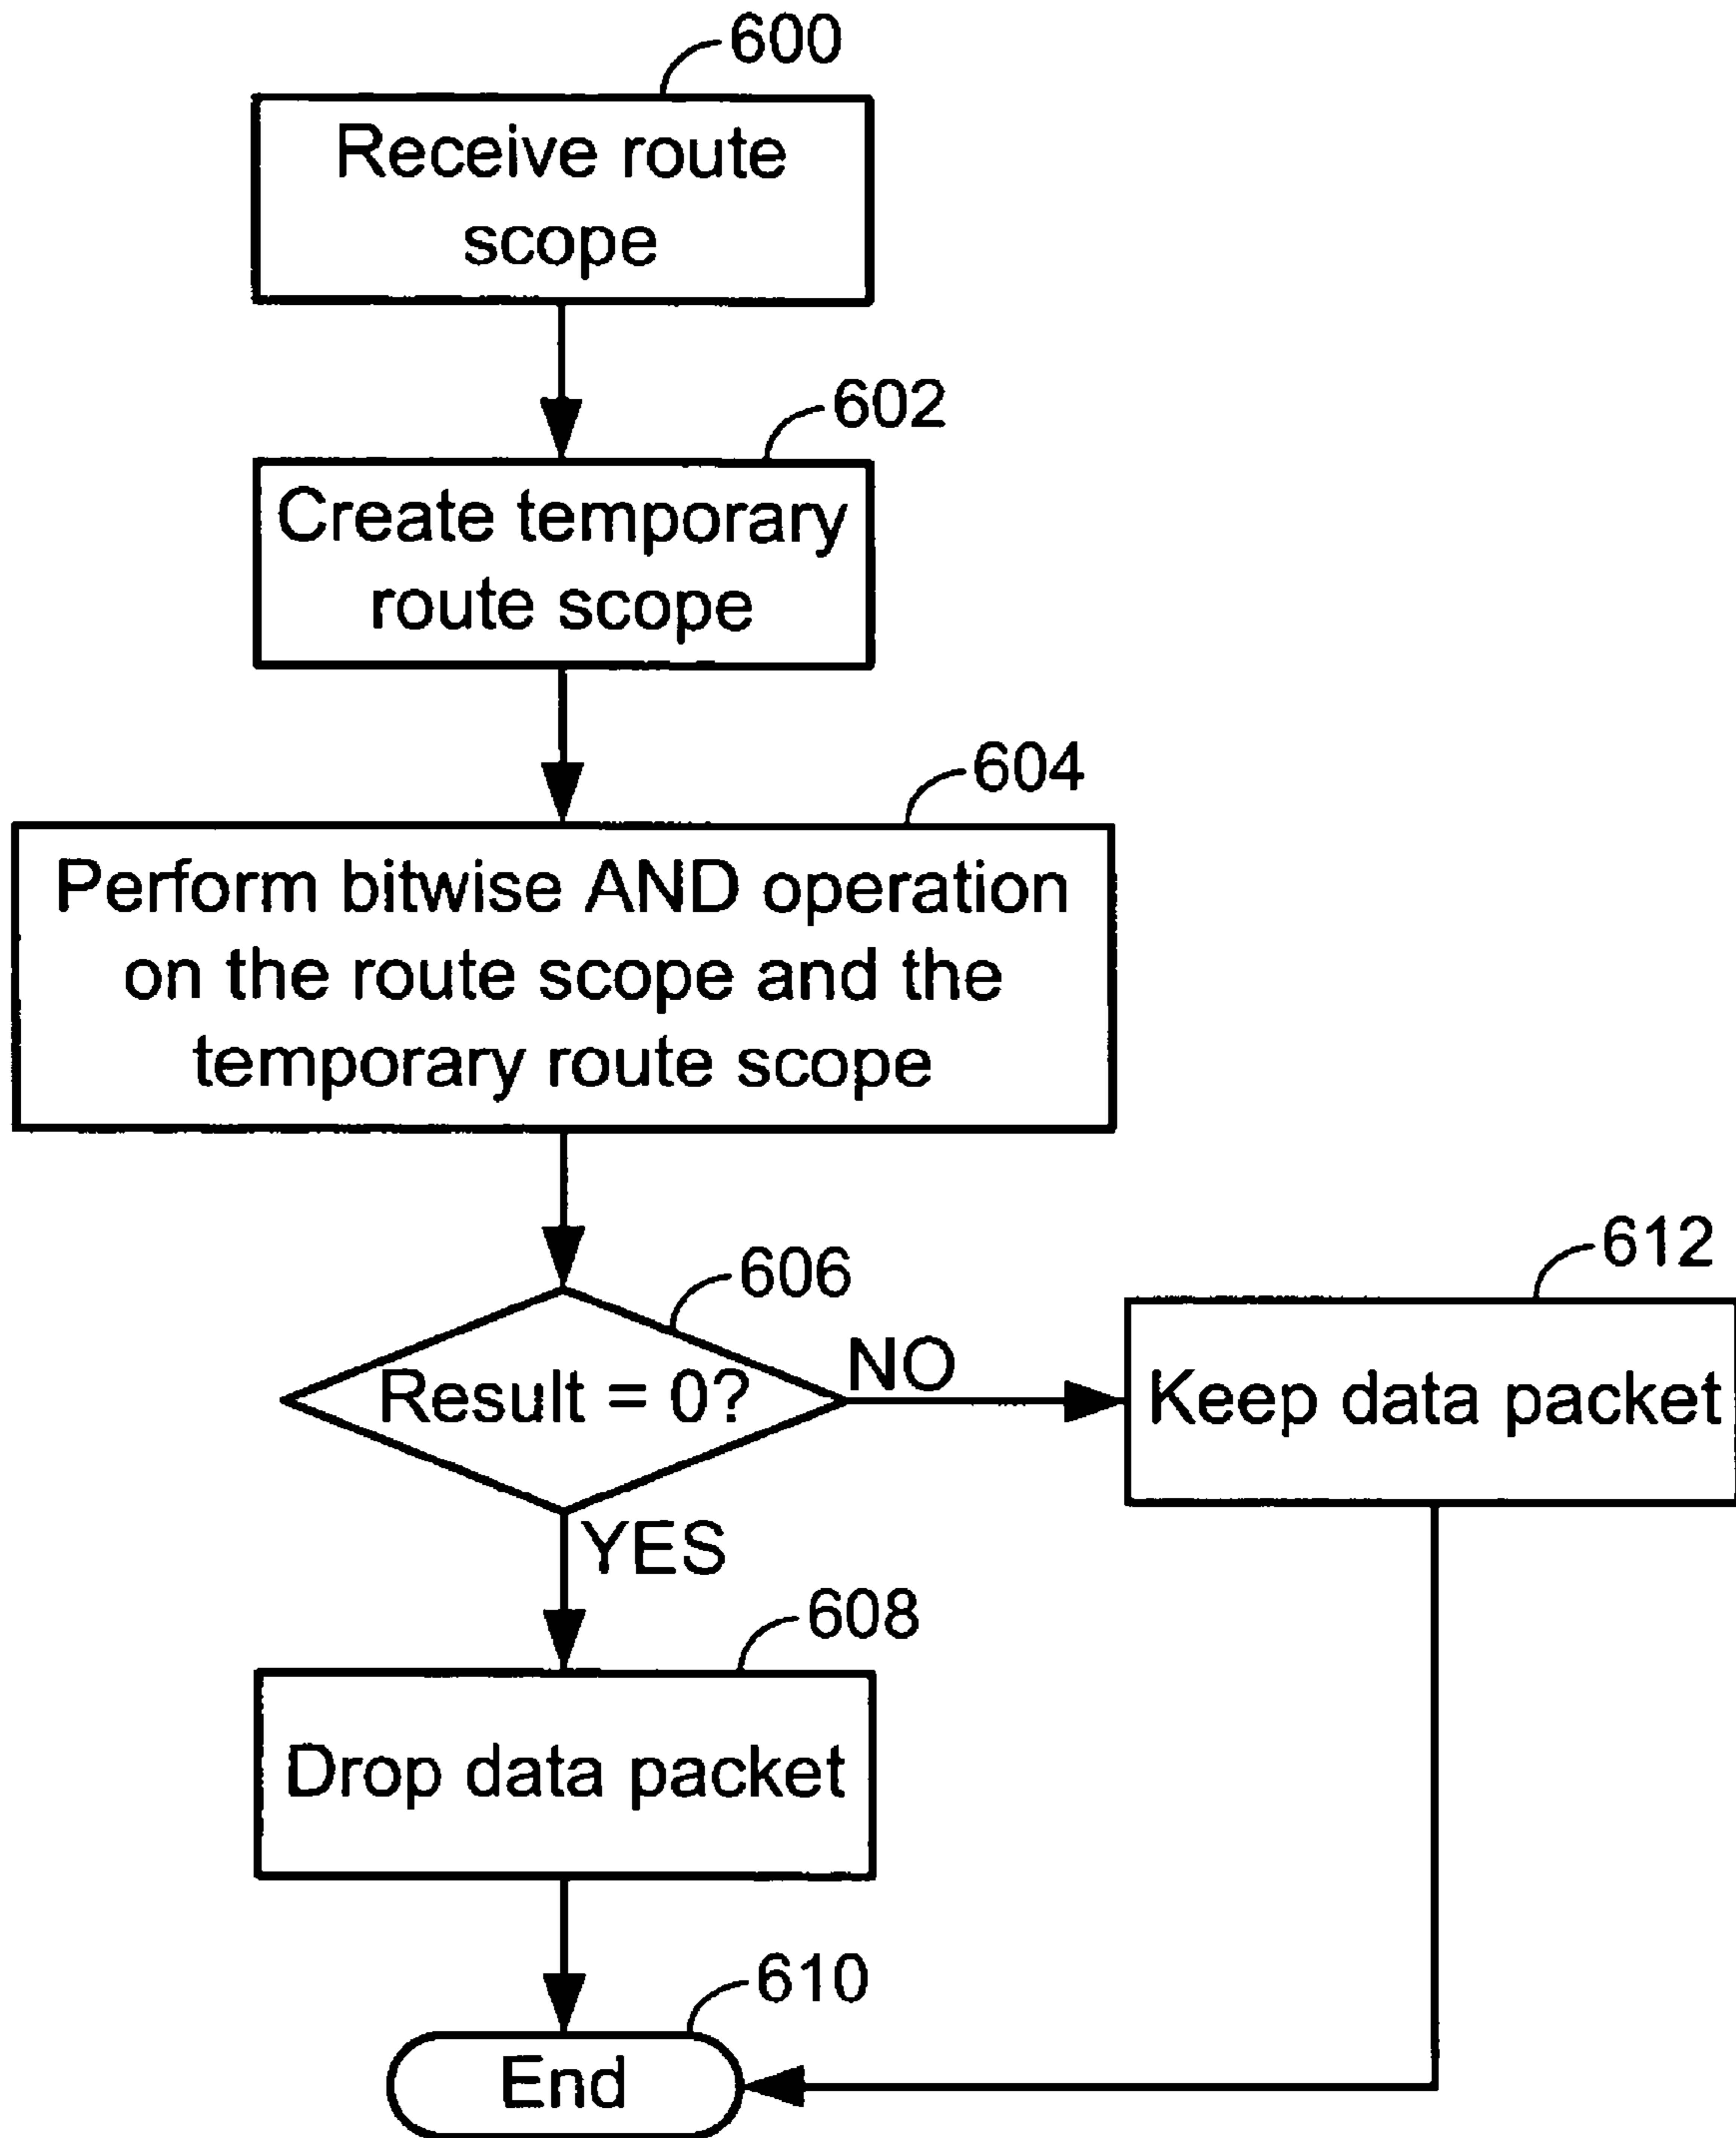 600
Receive route
scope
602
Create temporary
route scope
604
Perform bitwise AND operation
on the route scope and the
temporary route scope
606
Result = 0?
NO
612
Keep data packet
YES
608
Drop data packet
610
End